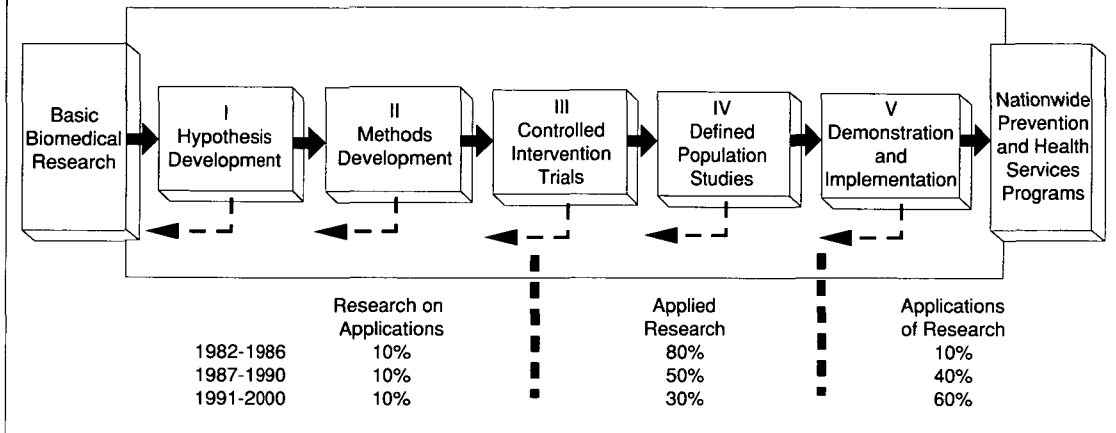 Basic
Biomedical
Research
I
Hypothesis
Development
II
Methods
Development
III
Controlled
Intervention
Trials
IV
Defined
Population
Studies
V
Demonstration
and
Implementation
Nationwide
Prevention
and Health
Services
Programs
Research on
Applications
Applied
Research
Applications
of Research
1982-1986 10% 80% 10%
1987-1990 10% 50% 40%
1991-2000 10% 30% 60%